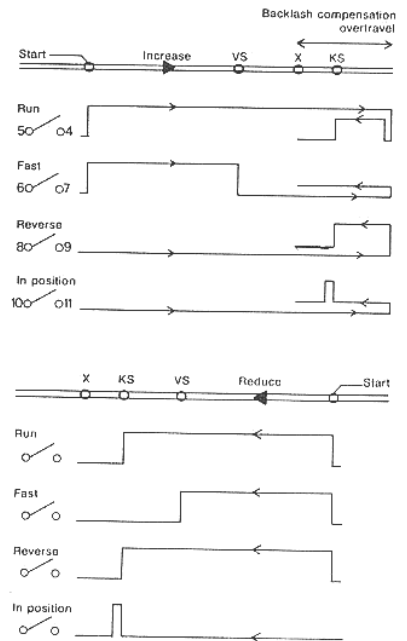 Backlash compensation
overtravel
Start
Increase
VS
X
KS
Run
5 4
Fast
6 7
Reverse
8 9
In position
10 11
X
KS
VS
Reduce
Start
Run
Fast
Reverse
In position